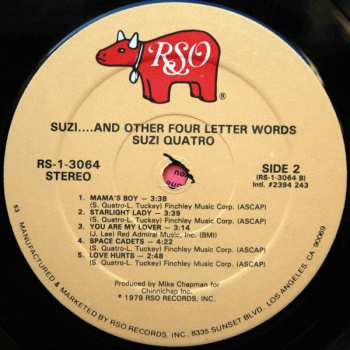 RSO
®
SUZI....AND OTHER FOUR LETTER WORDS
SUZI QUATRO
RS-1-3064
STEREO
SIDE 2
(RS-1-3064 B)
Intl. #2394 243
1. MAMA'S BOY – 3:38
(S. Quatro-L. Tuckey) Finchley Music Corp. (ASCAP)
2. STARLIGHT LADY – 3:39
(S. Quatro-L. Tuckey) Finchley Music Corp. (ASCAP)
3. YOU ARE MY LOVER – 3:14
(J. Lee) Red Admiral Music, Inc. (BMI)
4. SPACE CADETS – 4:22
(S. Quatro-L. Tuckey) Finchley Music Corp. (ASCAP)
5. LOVE HURTS – 2:48
(S. Quatro-L. Tuckey) Finchley Music Corp. (ASCAP)
Produced by Mike Chapman for
Chinnichap Inc.
℗ 1979 RSO RECORDS, INC.
53 MANUFACTURED & MARKETED BY RSO RECORDS, INC., 8335 SUNSET BLVD. LOS ANGELES, CA. 90069